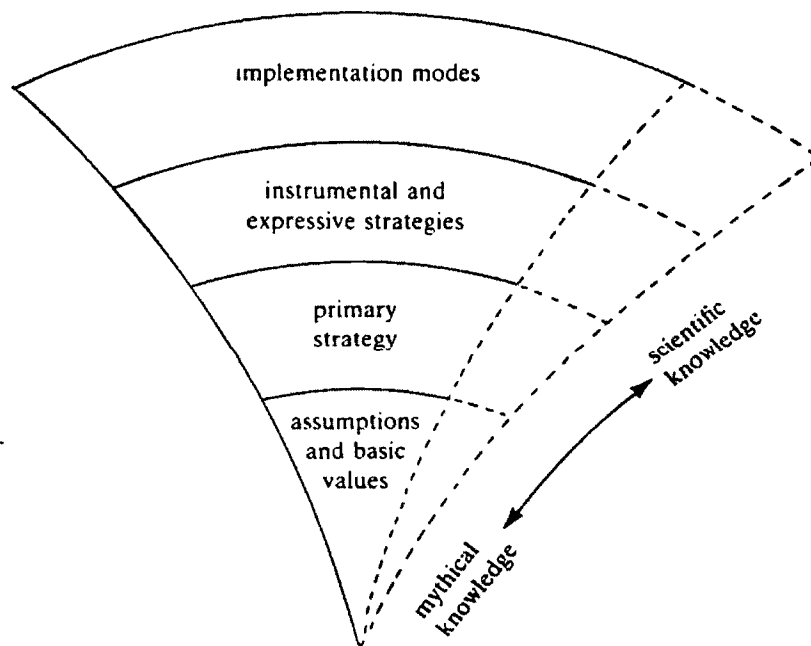 implementation modes
instrumental and
expressive strategies
primary
strategy
assumptions
and basic
values
scientific
knowledge
mythical
knowledge